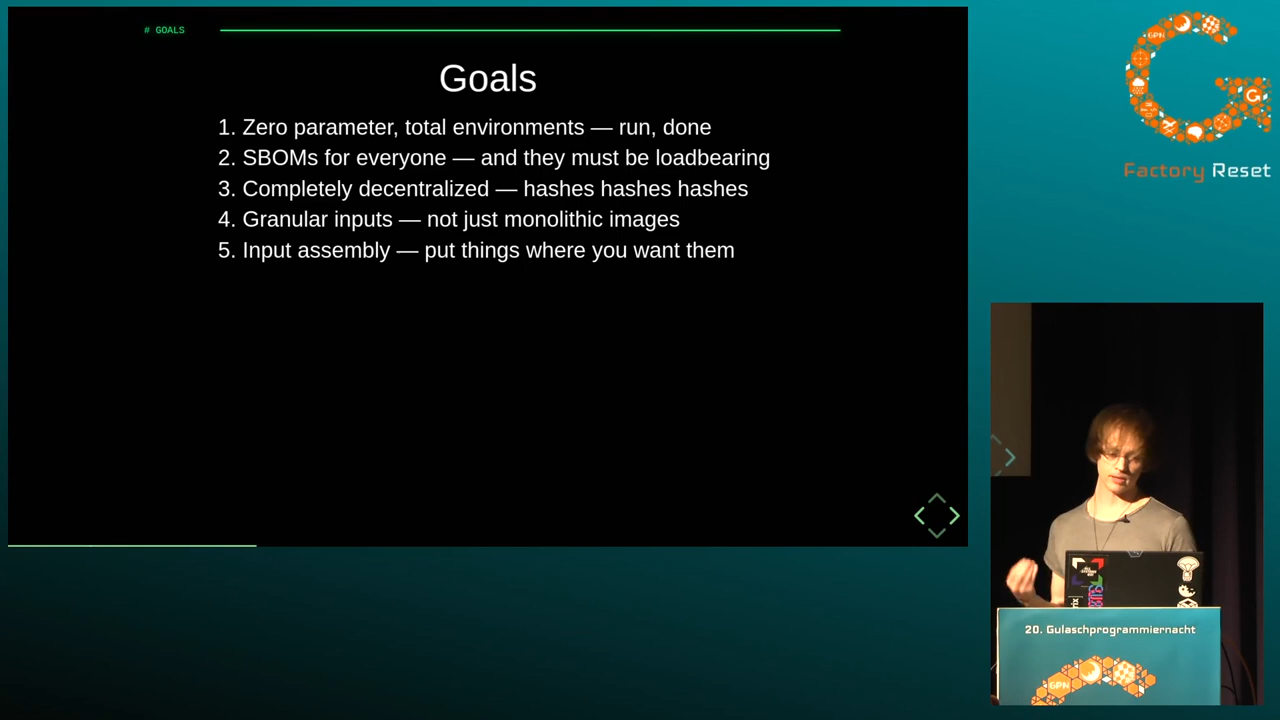 # GOALS
Goals
1. Zero parameter, total environments — run, done
2. SBOMs for everyone — and they must be loadbearing
3. Completely decentralized — hashes hashes hashes
4. Granular inputs — not just monolithic images
5. Input assembly — put things where you want them
GPN
Factory Reset
20. Gulaschprogrammiernacht
GPN